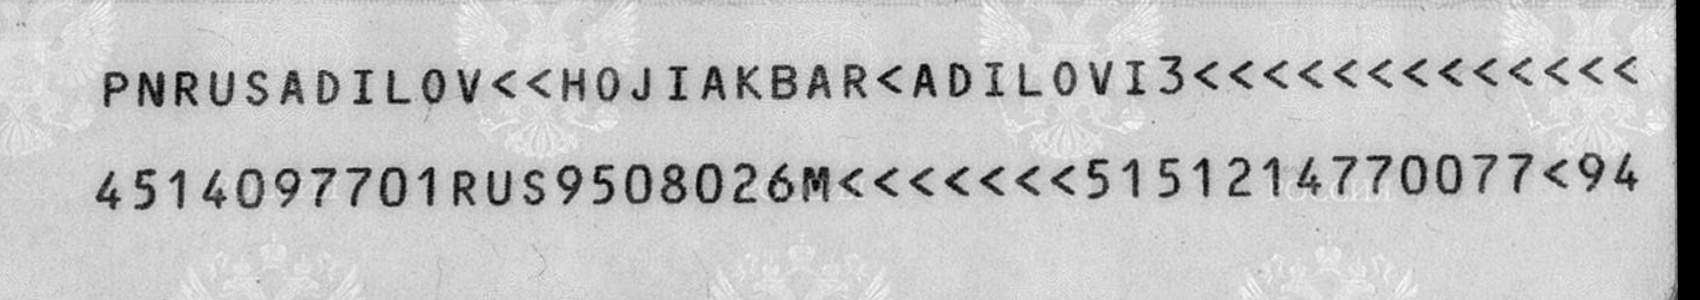 PNRUSADILOV<<HOJIAKBAR<ADILOVI3<<<<<<<<<<<<<
4514097701RUS9508026M<<<<<<<5151214770077<94